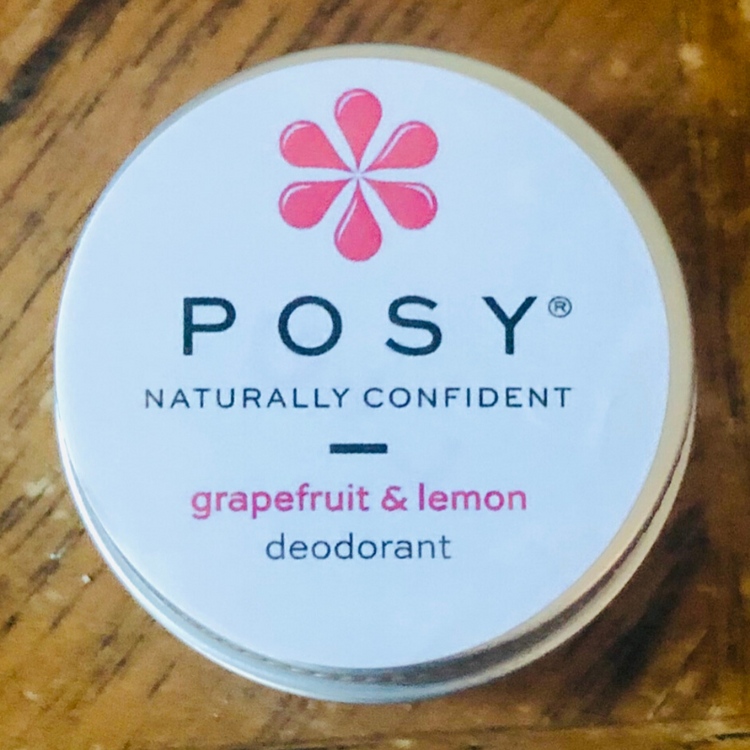 POSY®
NATURALLY CONFIDENT
grapefruit & lemon
deodorant